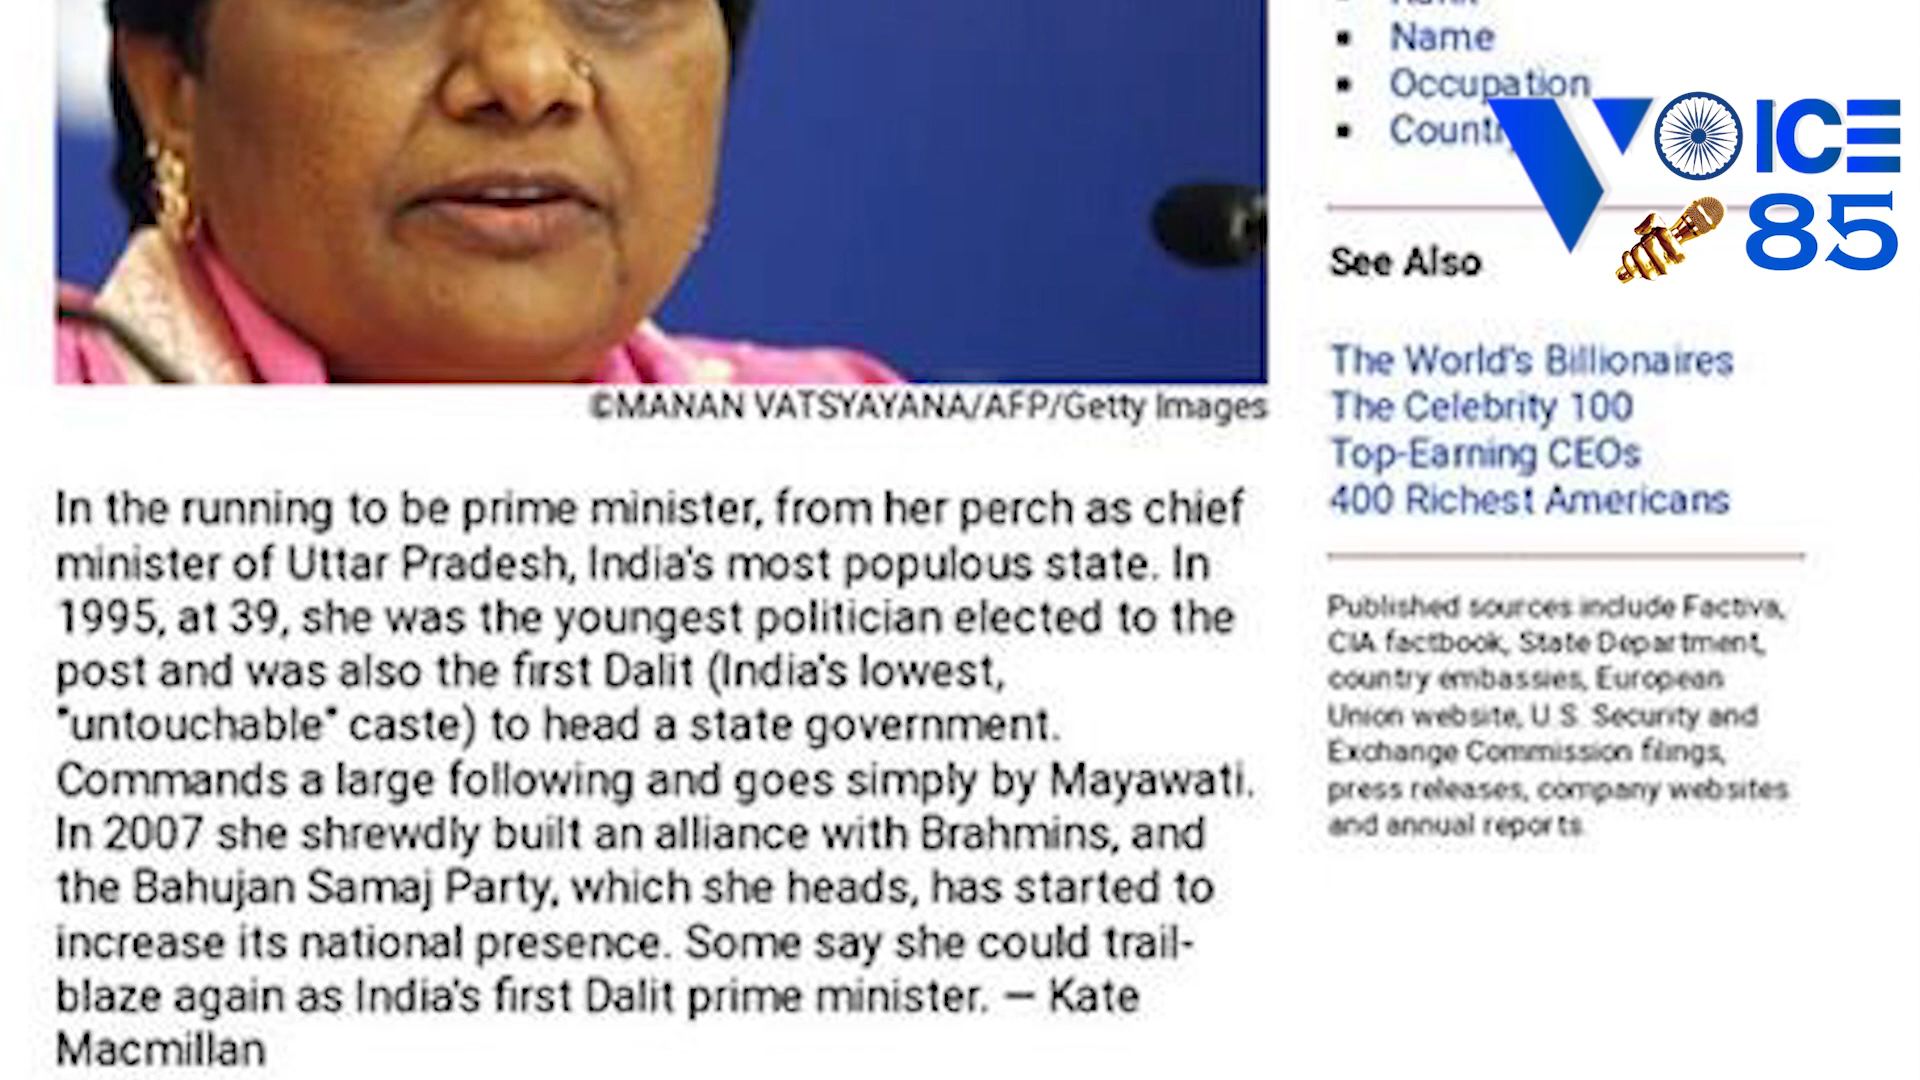 Name
Occupation
VOICE
85
See Also
The World's Billionaires
The Celebrity 100
Top-Earning CEOs
400 Richest Americans
©MANAN VATSYAYANA/AFP/Getty Images
In the running to be prime minister, from her perch as chief
minister of Uttar Pradesh, India's most populous state. In
1995, at 39, she was the youngest politician elected to the
post and was also the first Dalit (India's lowest,
"untouchable" caste) to head a state government.
Commands a large following and goes simply by Mayawati.
In 2007 she shrewdly built an alliance with Brahmins, and
the Bahujan Samaj Party, which she heads, has started to
increase its national presence. Some say she could trail-
blaze again as India's first Dalit prime minister. — Kate
Macmillan
Published sources include Factiva,
CIA factbook, State Department,
country embassies, European
Union website, U.S. Security and
Exchange Commission filings,
press releases, company websites
and annual reports.